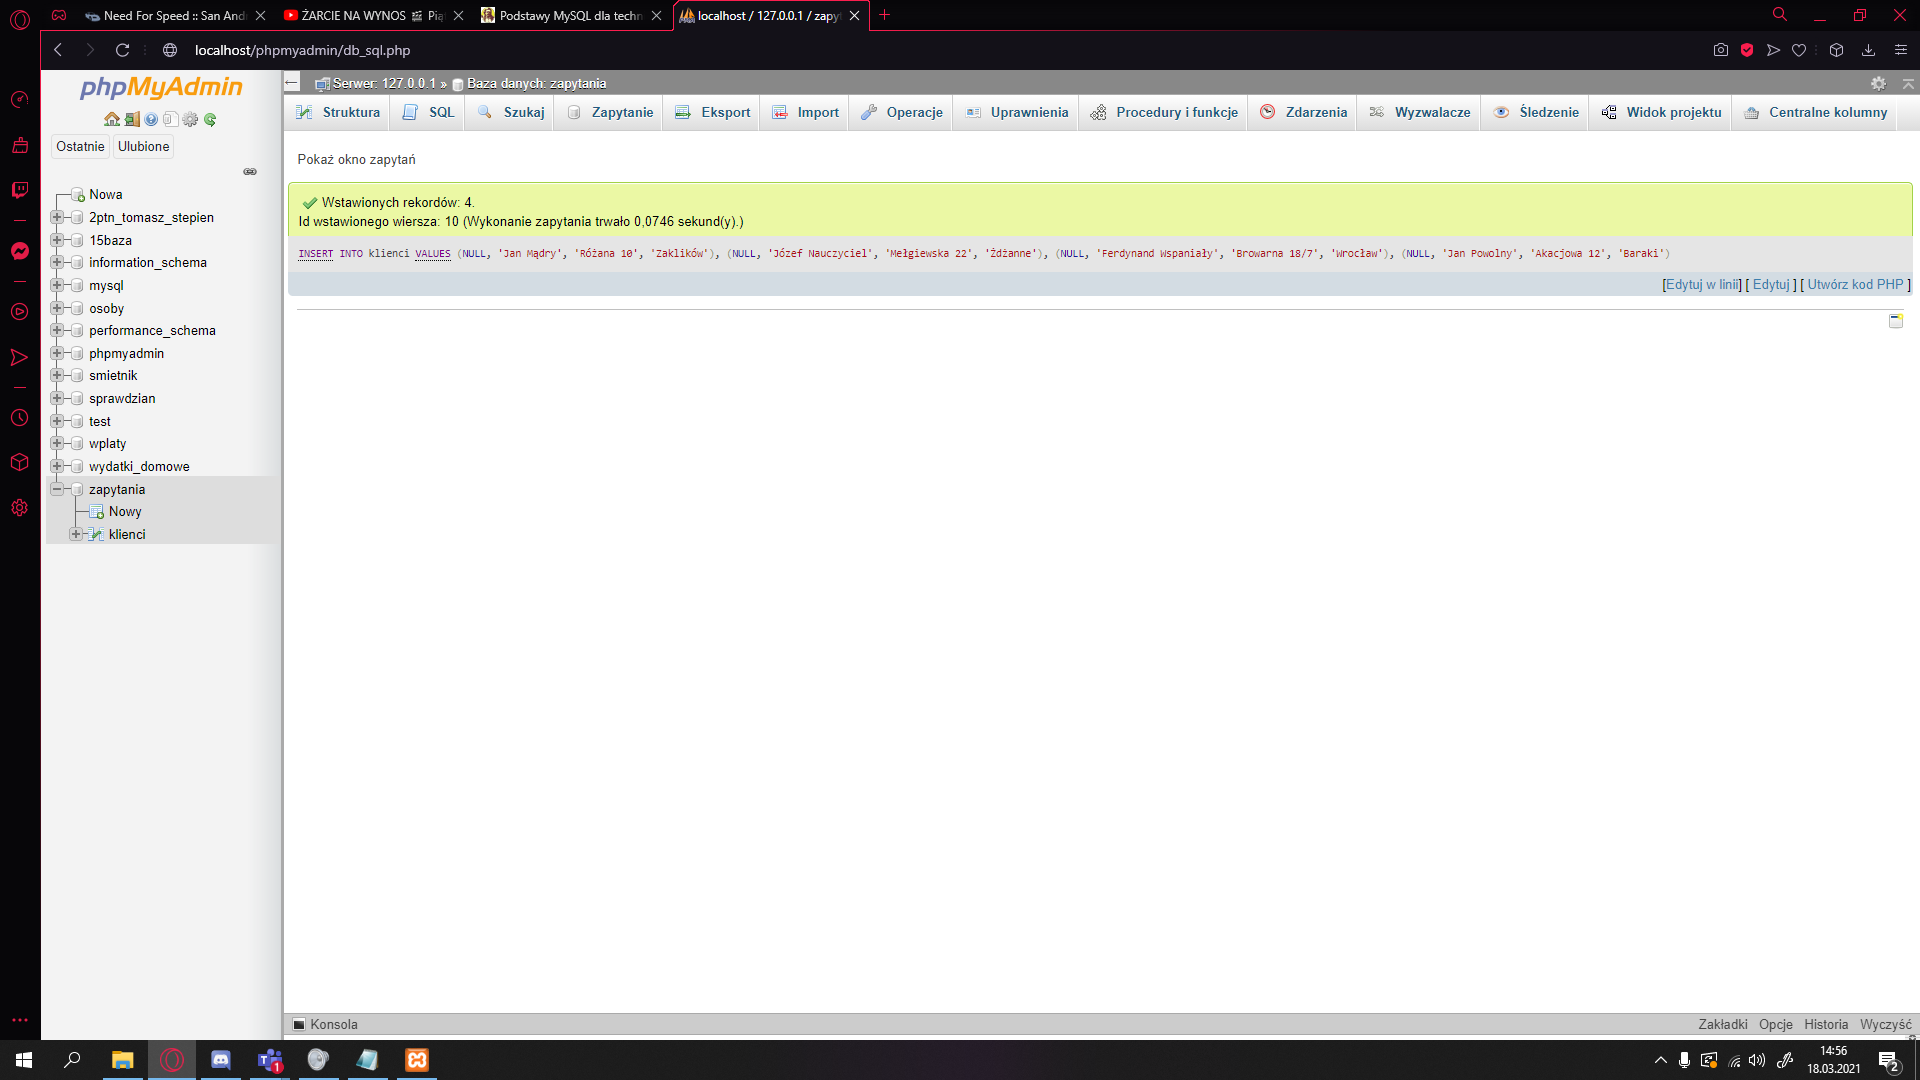 Need For Speed :: San And
ŻARCIE NA WYNOS 🎬 Pią
Podstawy MySQL dla techn
localhost / 127.0.0.1 / zapy
localhost/phpmyadmin/db_sql.php
phpMyAdmin
Ostatnie
Ulubione
Nowa
2ptn_tomasz_stepien
15baza
information_schema
mysql
osoby
performance_schema
phpmyadmin
smietnik
sprawdzian
test
wplaty
wydatki_domowe
zapytania
Nowy
klienci
Serwer: 127.0.0.1 » Baza danych: zapytania
Struktura
SQL
Szukaj
Zapytanie
Eksport
Import
Operacje
Uprawnienia
Procedury i funkcje
Zdarzenia
Wyzwalacze
Śledzenie
Widok projektu
Centralne kolumny
Pokaż okno zapytań
Wstawionych rekordów: 4.
Id wstawionego wiersza: 10 (Wykonanie zapytania trwało 0,0746 sekund(y).)
INSERT INTO klienci VALUES (NULL, 'Jan Mądry', 'Różana 10', 'Zaklików'), (NULL, 'Józef Nauczyciel', 'Mełgiewska 22', 'Żdżanne'), (NULL, 'Ferdynand Wspaniały', 'Browarna 18/7', 'Wrocław'), (NULL, 'Jan Powolny', 'Akacjowa 12', 'Baraki')
[Edytuj w linii] [ Edytuj ] [ Utwórz kod PHP ]
Konsola
Zakładki
Opcje
Historia
Wyczyść
1
14:56
18.03.2021
2